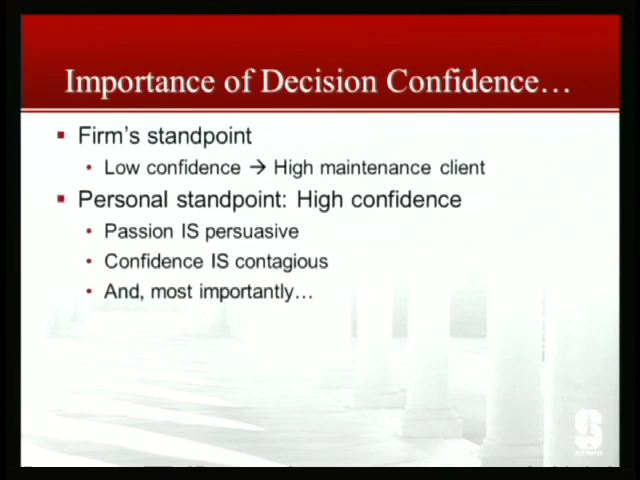 Importance of Decision Confidence…
▪ Firm's standpoint
• Low confidence → High maintenance client
▪ Personal standpoint: High confidence
• Passion IS persuasive
• Confidence IS contagious
• And, most importantly…
S